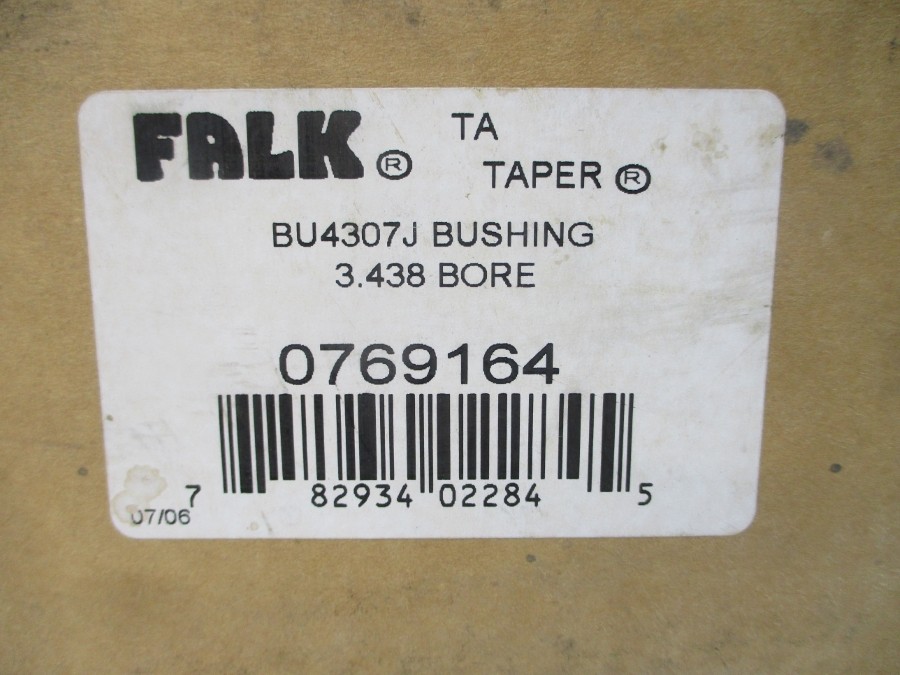 FALK® TA
TAPER®
BU4307J BUSHING
3.438 BORE
0769164
7 82934 02284 5
07/06